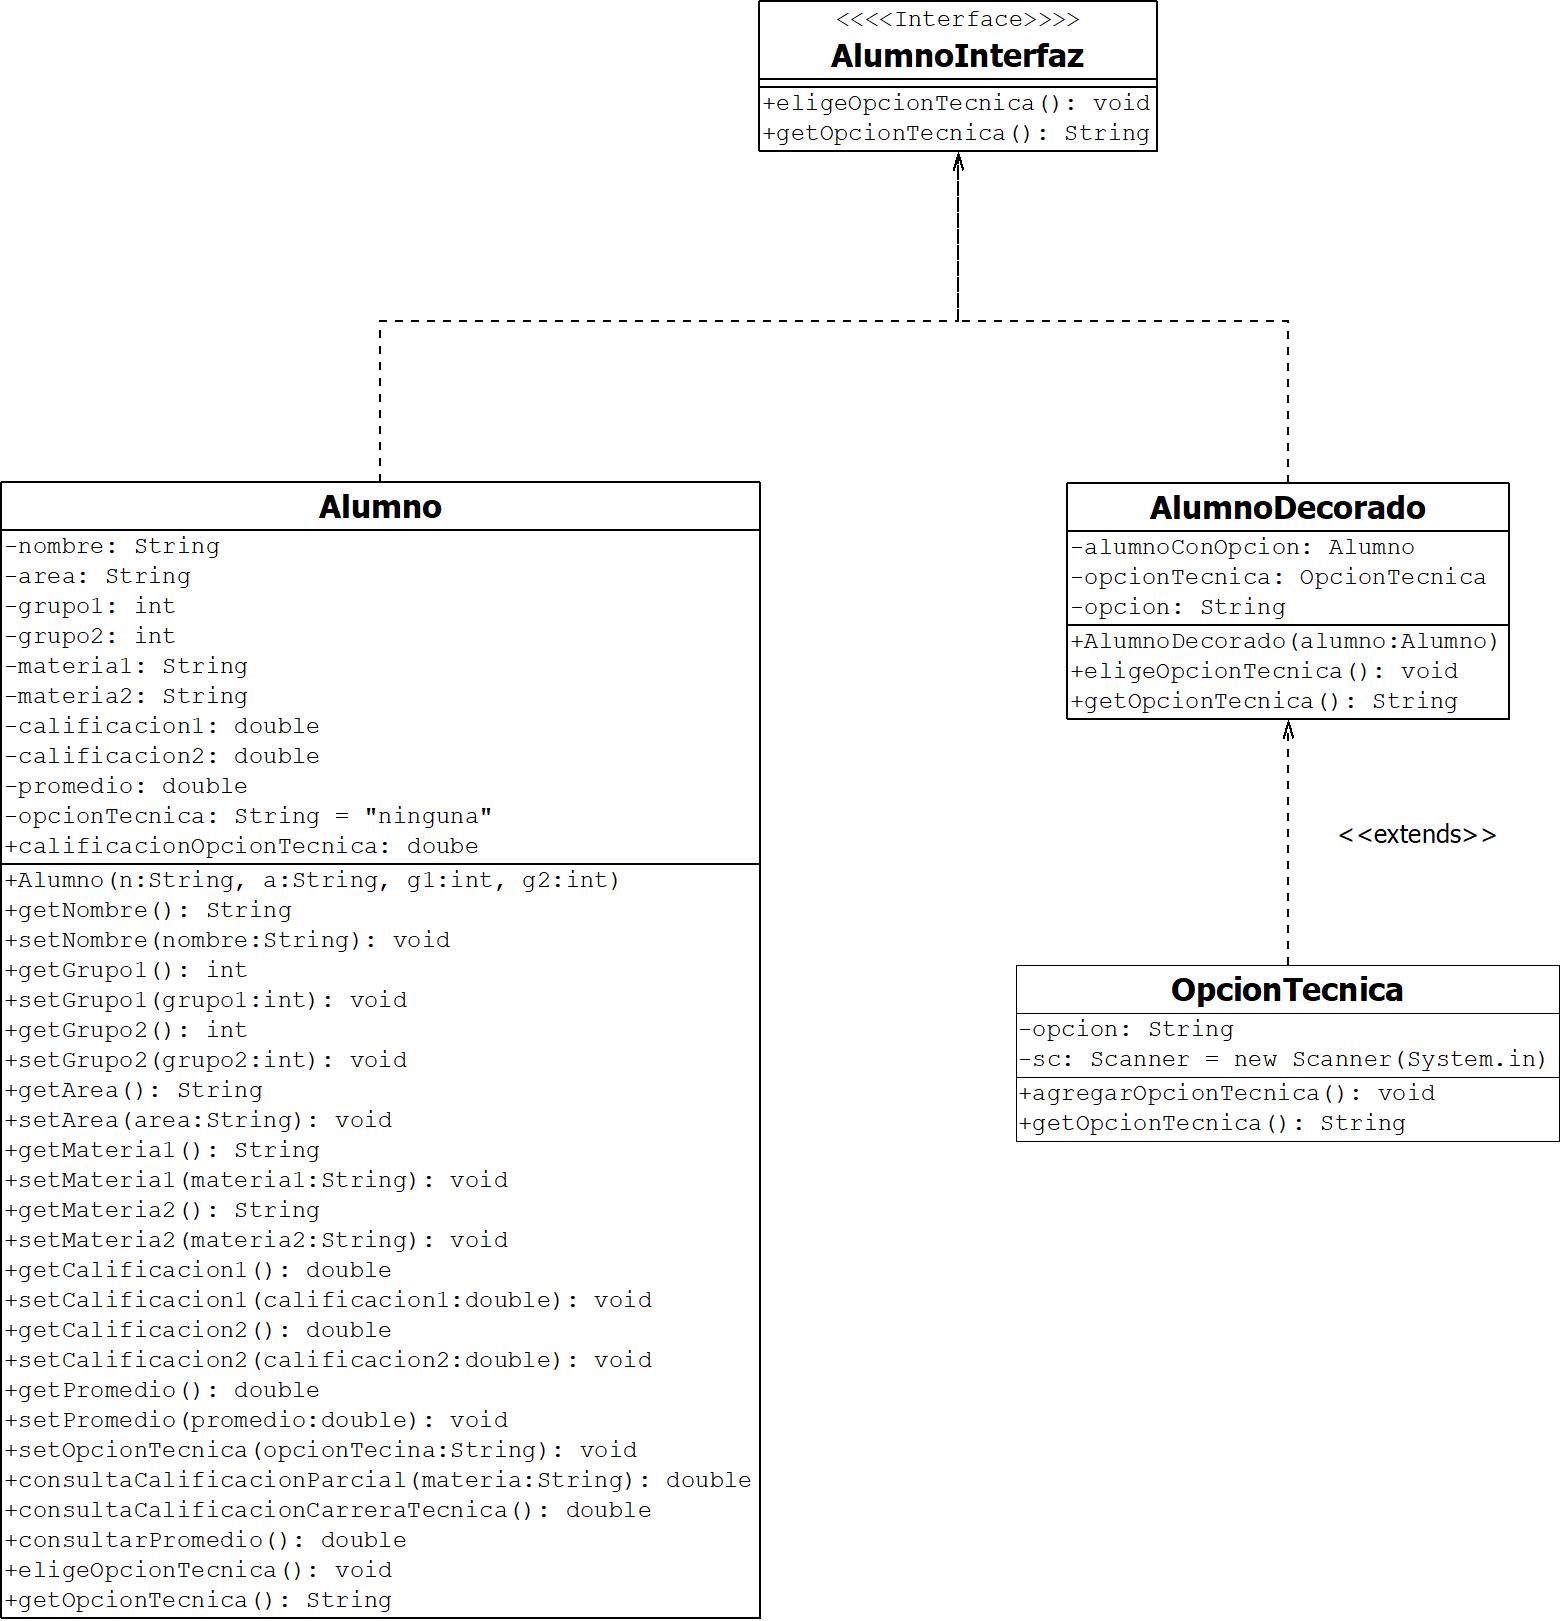 <<<<Interface>>>>
AlumnoInterfaz
+eligeOpcionTecnica(): void
+getOpcionTecnica(): String
Alumno
-nombre: String
-area: String
-grupo1: int
-grupo2: int
-materia1: String
-materia2: String
-calificacion1: double
-calificacion2: double
-promedio: double
-opcionTecnica: String = "ninguna"
+calificacionOpcionTecnica: doube
+Alumno(n:String, a:String, g1:int, g2:int)
+getNombre(): String
+setNombre(nombre:String): void
+getGrupo1(): int
+setGrupo1(grupo1:int): void
+getGrupo2(): int
+setGrupo2(grupo2:int): void
+getArea(): String
+setArea(area:String): void
+getMateria1(): String
+setMateria1(materia1:String): void
+getMateria2(): String
+setMateria2(materia2:String): void
+getCalificacion1(): double
+setCalificacion1(calificacion1:double): void
+getCalificacion2(): double
+setCalificacion2(calificacion2:double): void
+getPromedio(): double
+setPromedio(promedio:double): void
+setOpcionTecnica(opcionTecina:String): void
+consultaCalificacionParcial(materia:String): double
+consultaCalificacionCarreraTecnica(): double
+consultarPromedio(): double
+eligeOpcionTecnica(): void
+getOpcionTecnica(): String
AlumnoDecorado
-alumnoConOpcion: Alumno
-opcionTecnica: OpcionTecnica
-opcion: String
+AlumnoDecorado(alumno:Alumno)
+eligeOpcionTecnica(): void
+getOpcionTecnica(): String
<<extends>>
OpcionTecnica
-opcion: String
-sc: Scanner = new Scanner(System.in)
+agregarOpcionTecnica(): void
+getOpcionTecnica(): String